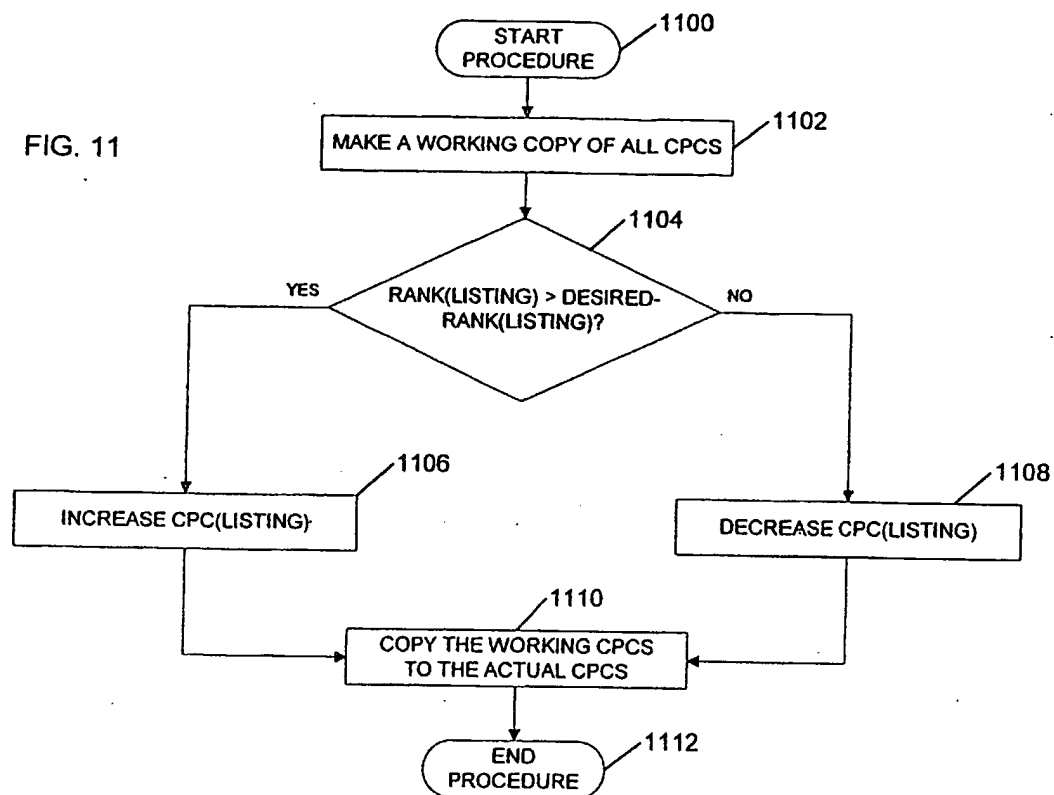 START
PROCEDURE
1100
FIG. 11
MAKE A WORKING COPY OF ALL CPCS
1102
1104
YES
RANK(LISTING) > DESIRED-
RANK(LISTING)?
NO
1106
INCREASE CPC(LISTING)
1108
DECREASE CPC(LISTING)
1110
COPY THE WORKING CPCS
TO THE ACTUAL CPCS
END
PROCEDURE
1112